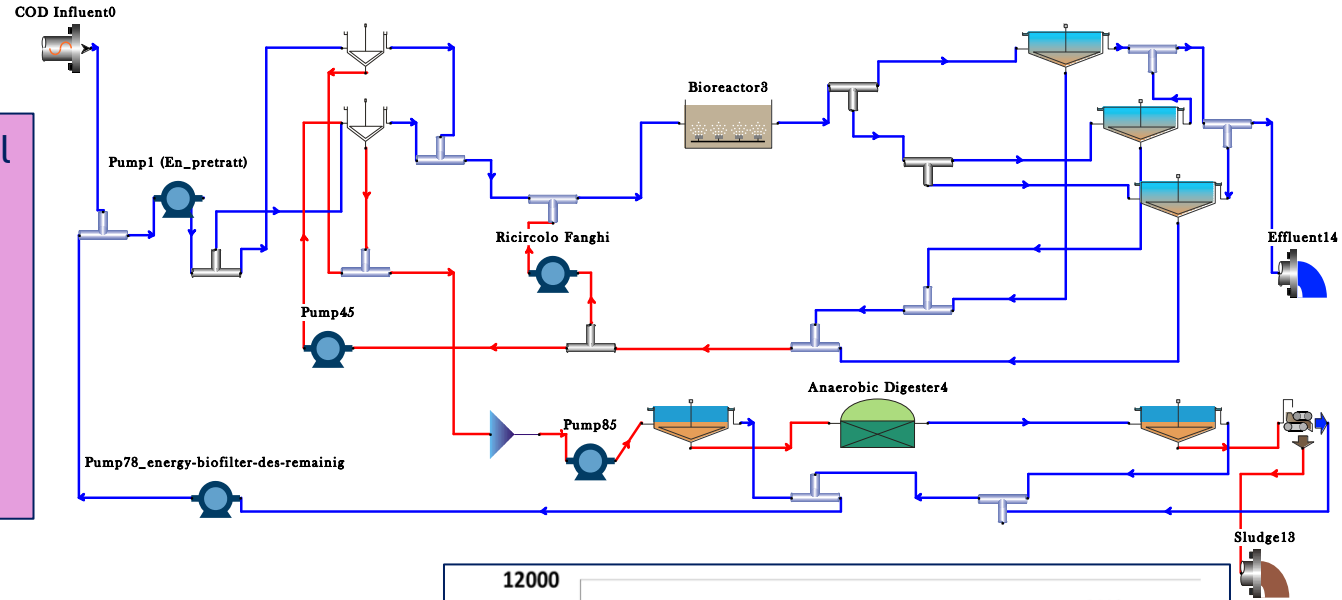 COD Influent0
l
Bioreactor3
Pump1 (En_pretratt)
Ricircolo Fanghi
Effluent14
Pump45
Anaerobic Digester4
Pump85
Pump78_energy-biofilter-des-remainig
Sludge13
12000